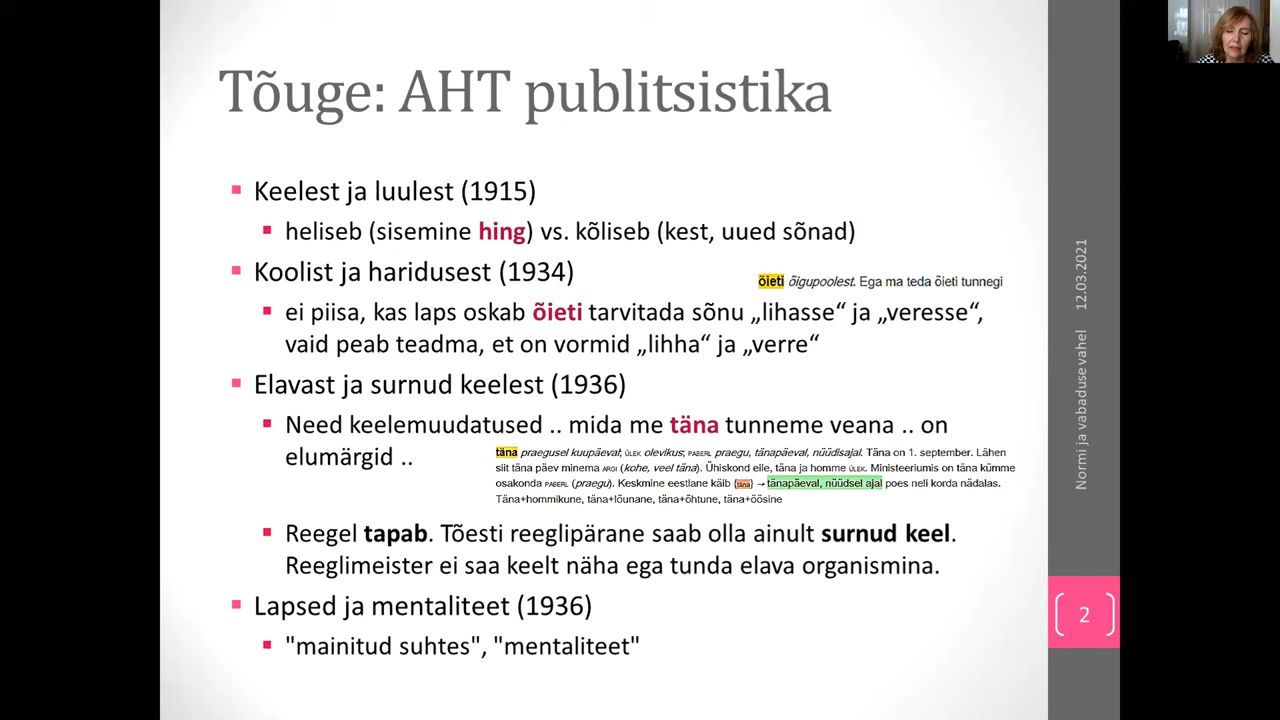 Tõuge: AHT publitsistika
Keelest ja luulest (1915)
heliseb (sisemine hing) vs. kõliseb (kest, uued sõnad)
Koolist ja haridusest (1934)
õieti õigupoolest. Ega ma teda õieti tunnegi
ei piisa, kas laps oskab õieti tarvitada sõnu „lihasse“ ja „veresse“,
vaid peab teadma, et on vormid „lihha“ ja „verre“
Elavast ja surnud keelest (1936)
Need keelemuudatused .. mida me täna tunneme veana .. on
elumärgid ..
täna praegusel kuupäeval; ÜLEK olevikus; PABERL praegu, tänapäeval, nüüdisajal. Täna on 1. september. Lähen
siit täna päev minema ARGI (kohe, veel täna). Ühiskond eile, täna ja homme ÜLEK. Ministeeriumis on täna kümme
osakonda PABERL (praegu). Keskmine eestlane käib {täna} → tänapäeval, nüüdsel ajal poes neli korda nädalas.
Täna+hommikune, täna+lõunane, täna+õhtune, täna+öösine
Reegel tapab. Tõesti reeglipärane saab olla ainult surnud keel.
Reeglimeister ei saa keelt näha ega tunda elava organismina.
Lapsed ja mentaliteet (1936)
"mainitud suhtes", "mentaliteet"
Normi ja vabaduse vahel 12.03.2021
2